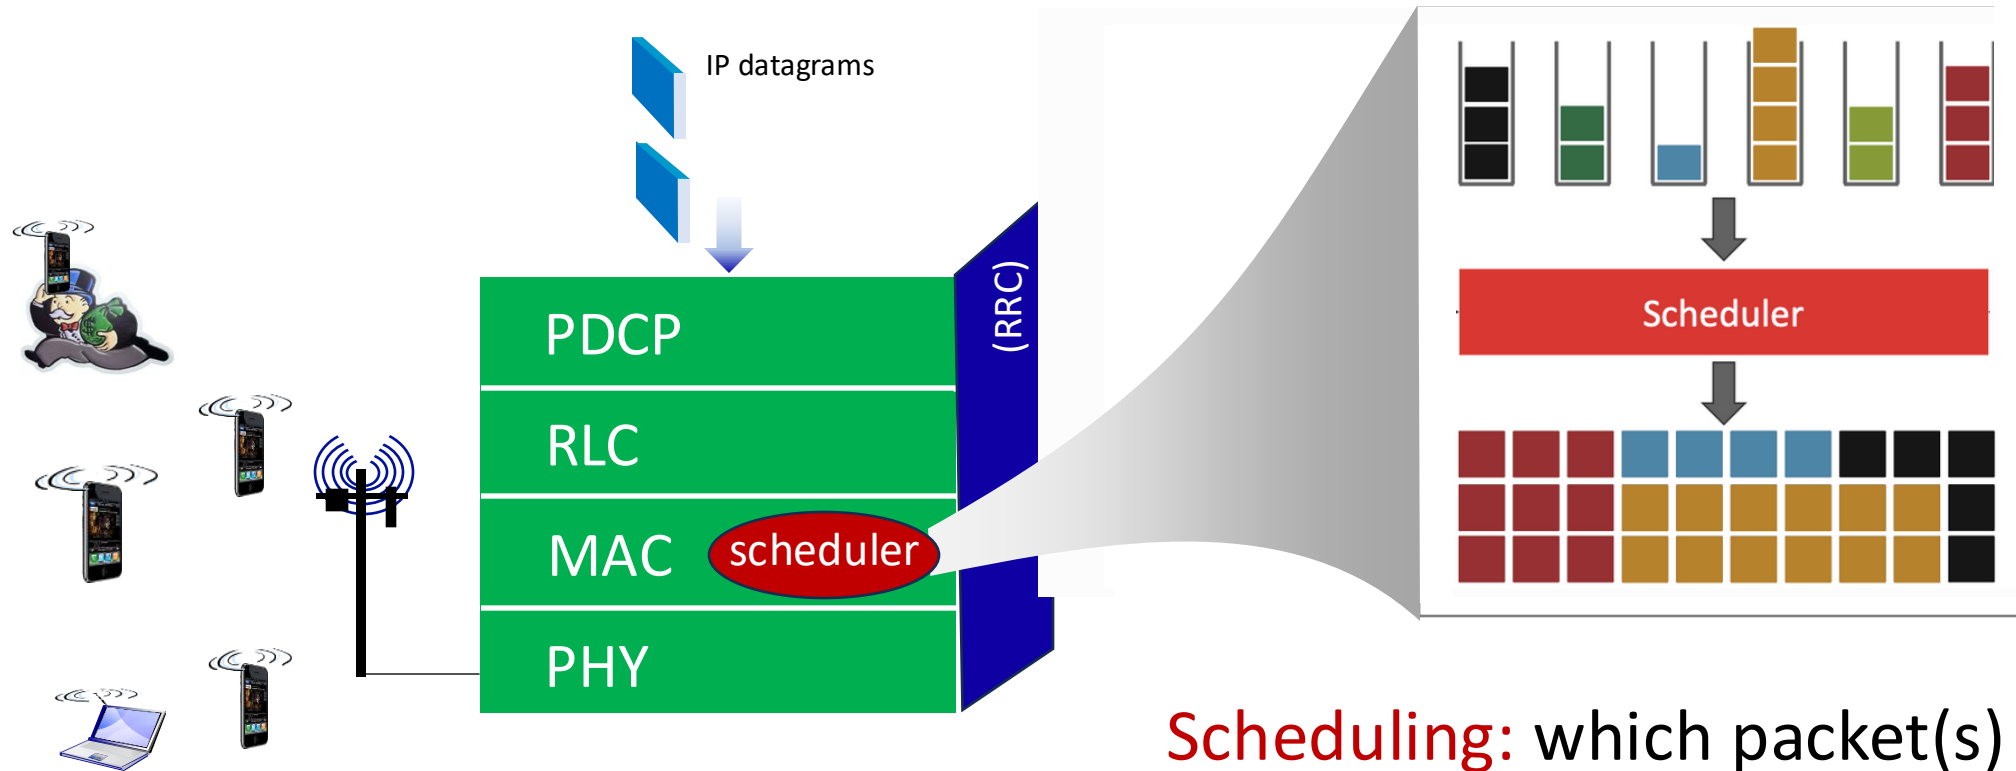 IP datagrams
PDCP
RLC
MAC
scheduler
PHY
(RRC)
Scheduler
Scheduling: which packet(s)